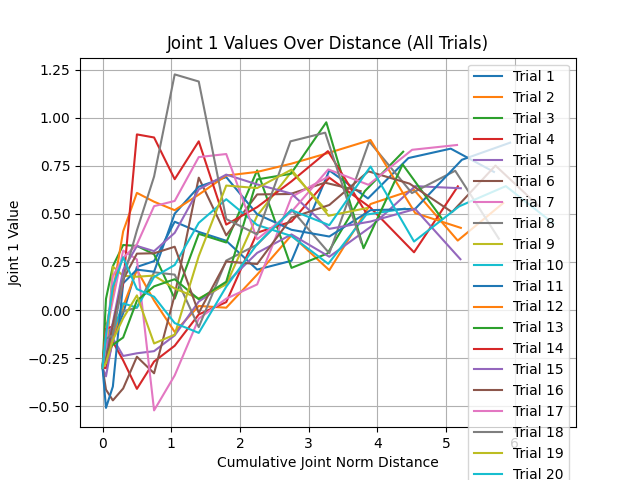 Joint 1 Values Over Distance (All Trials)
1.25
1.00
0.75
0.50
0.25
0.00
−0.25
−0.50
Joint 1 Value
0 1 2 3 4 5 6
Cumulative Joint Norm Distance
Trial 1
Trial 2
Trial 3
Trial 4
Trial 5
Trial 6
Trial 7
Trial 8
Trial 9
Trial 10
Trial 11
Trial 12
Trial 13
Trial 14
Trial 15
Trial 16
Trial 17
Trial 18
Trial 19
Trial 20